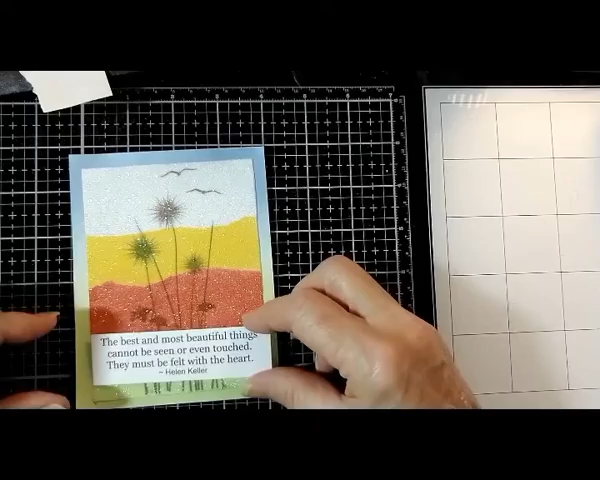 The best and most beautiful things
cannot be seen or even touched.
They must be felt with the heart.
~ Helen Keller